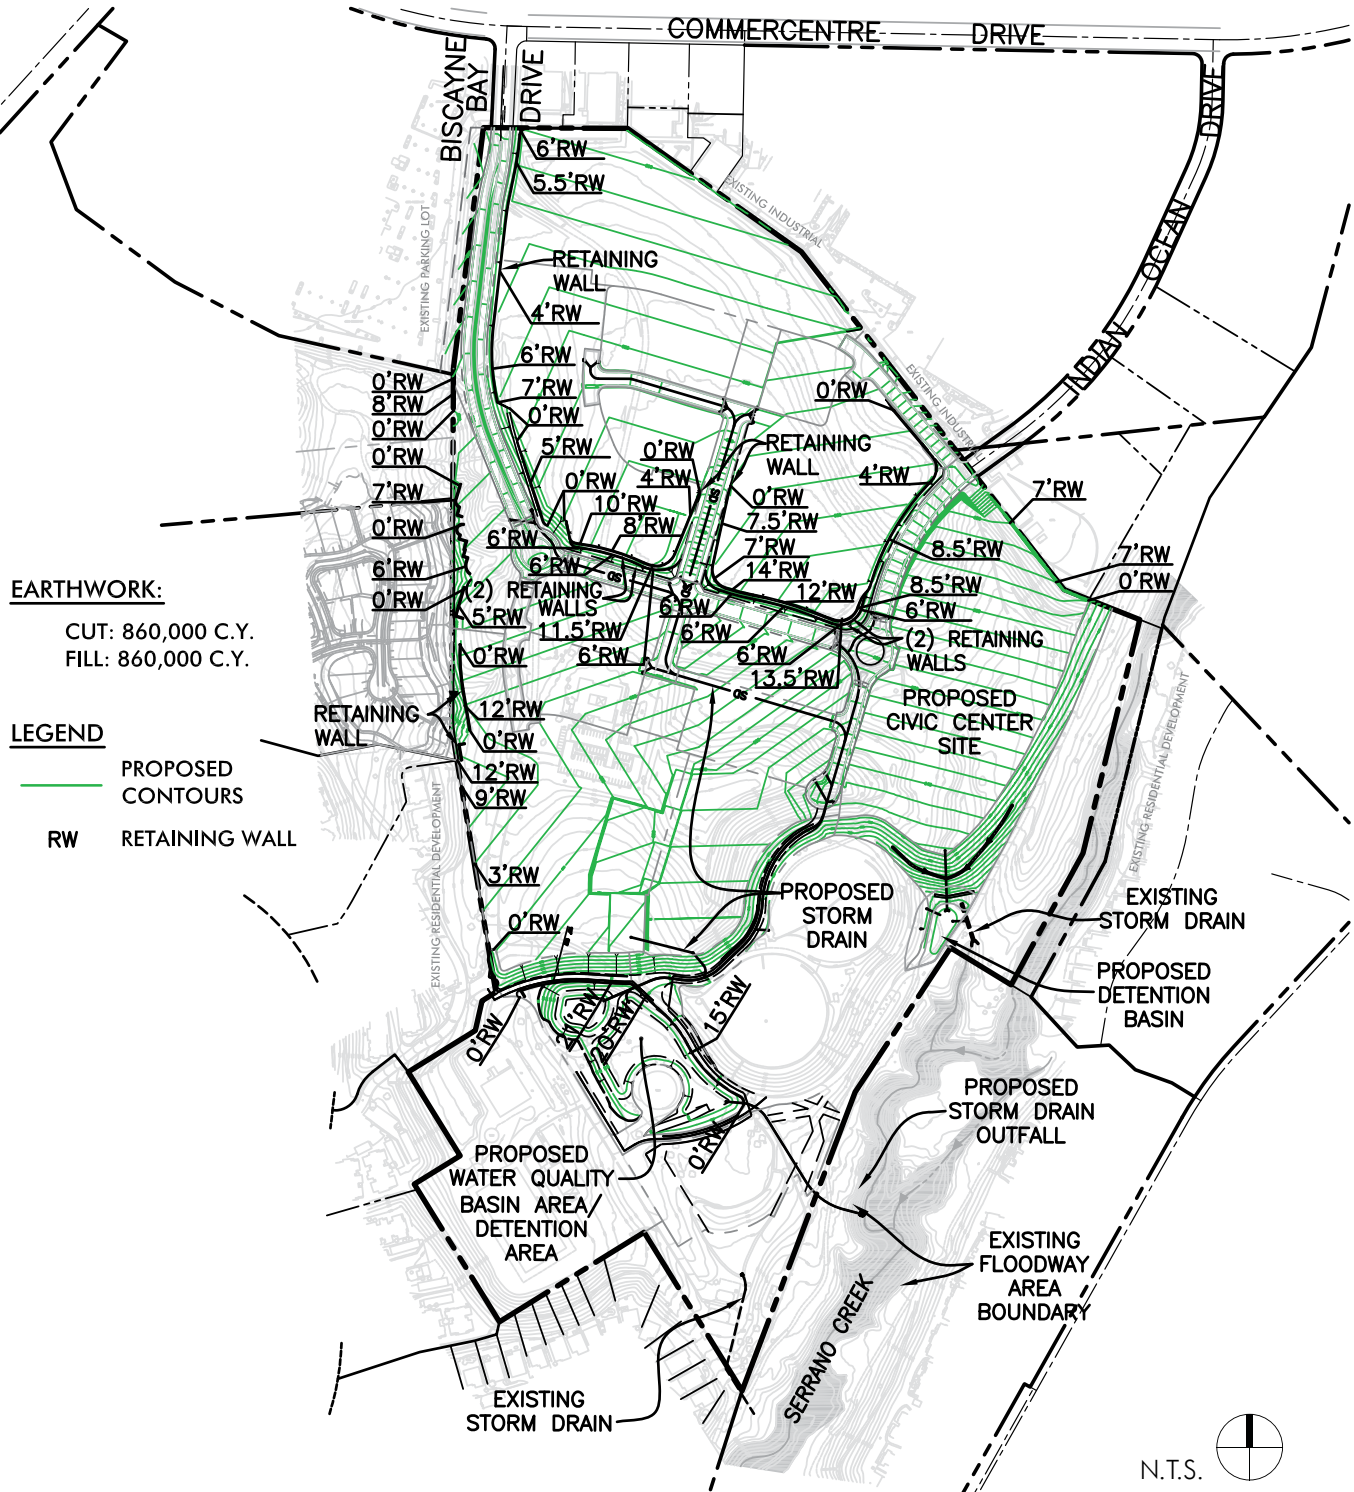 COMMERCENTRE DRIVE
BISCAYNE
BAY
DRIVE
DRIVE
OCEAN
INDIAN
6'RW
5.5'RW
EXISTING INDUSTRIAL
EXISTING PARKING LOT
RETAINING
WALL
4'RW
6'RW
7'RW
0'RW
5'RW
0'RW
10'RW
8'RW
6'RW
6'RW
(2) RETAINING
WALLS
11.5'RW
6'RW
0'RW
8'RW
0'RW
0'RW
7'RW
0'RW
6'RW
0'RW
5'RW
0'RW
12'RW
0'RW
12'RW
9'RW
3'RW
0'RW
RETAINING
WALL
0'RW
4'RW
RETAINING
WALL
0'RW
7.5'RW
7'RW
14'RW
12'RW
6'RW
6'RW
6'RW
13.5'RW
0'RW
4'RW
EXISTING INDUSTRIAL
7'RW
8.5'RW
8.5'RW
6'RW
(2) RETAINING
WALLS
7'RW
0'RW
PROPOSED
CIVIC CENTER
SITE
EARTHWORK:
CUT: 860,000 C.Y.
FILL: 860,000 C.Y.
LEGEND
PROPOSED
CONTOURS
RW RETAINING WALL
EXISTING RESIDENTIAL DEVELOPMENT
EXISTING RESIDENTIAL DEVELOPMENT
PROPOSED
STORM
DRAIN
EXISTING
STORM DRAIN
PROPOSED
DETENTION
BASIN
0'RW
21'RW
20'RW
15'RW
0'RW
PROPOSED
STORM DRAIN
OUTFALL
PROPOSED
WATER QUALITY
BASIN AREA/
DETENTION
AREA
EXISTING
FLOODWAY
AREA
BOUNDARY
SERRANO CREEK
EXISTING
STORM DRAIN
N.T.S.